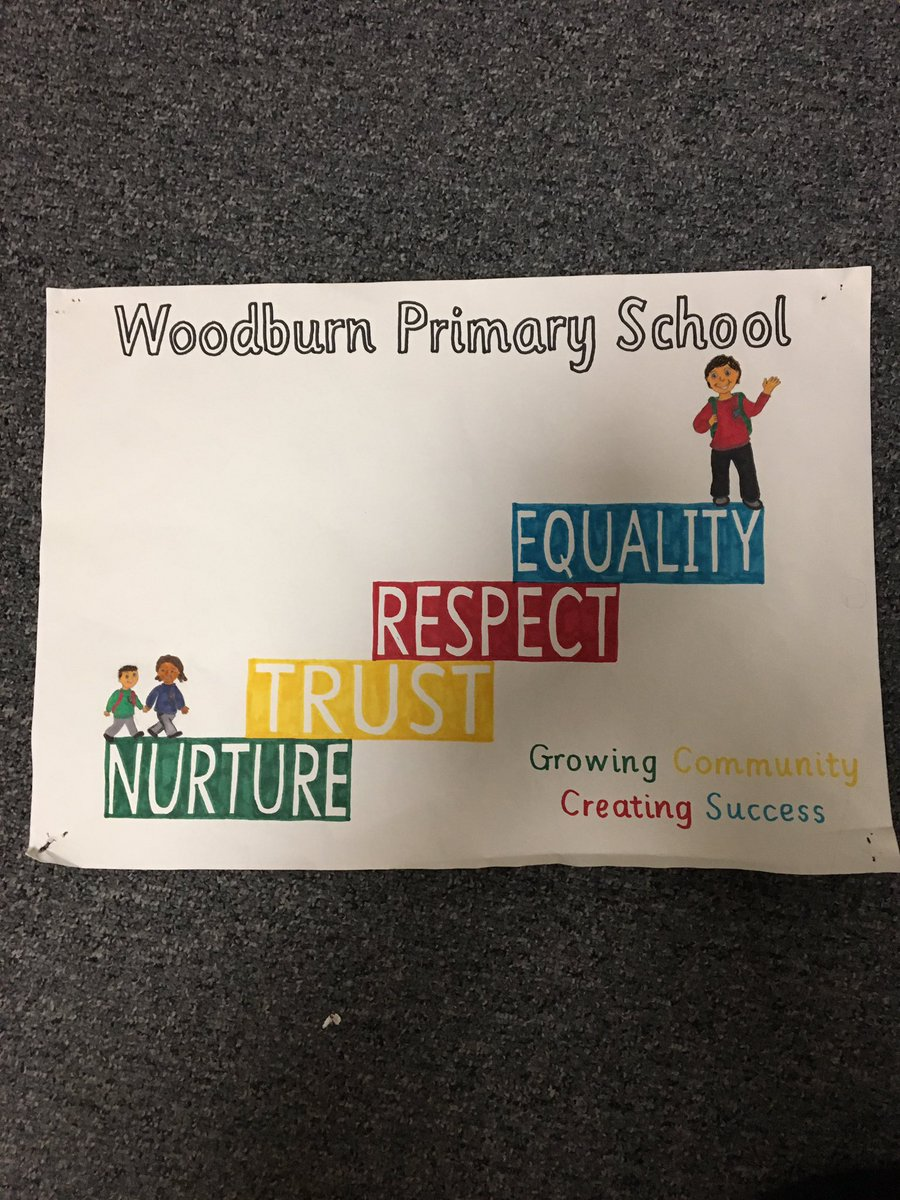 Woodburn Primary School
EQUALITY
RESPECT
TRUST
NURTURE
Growing Community
Creating Success